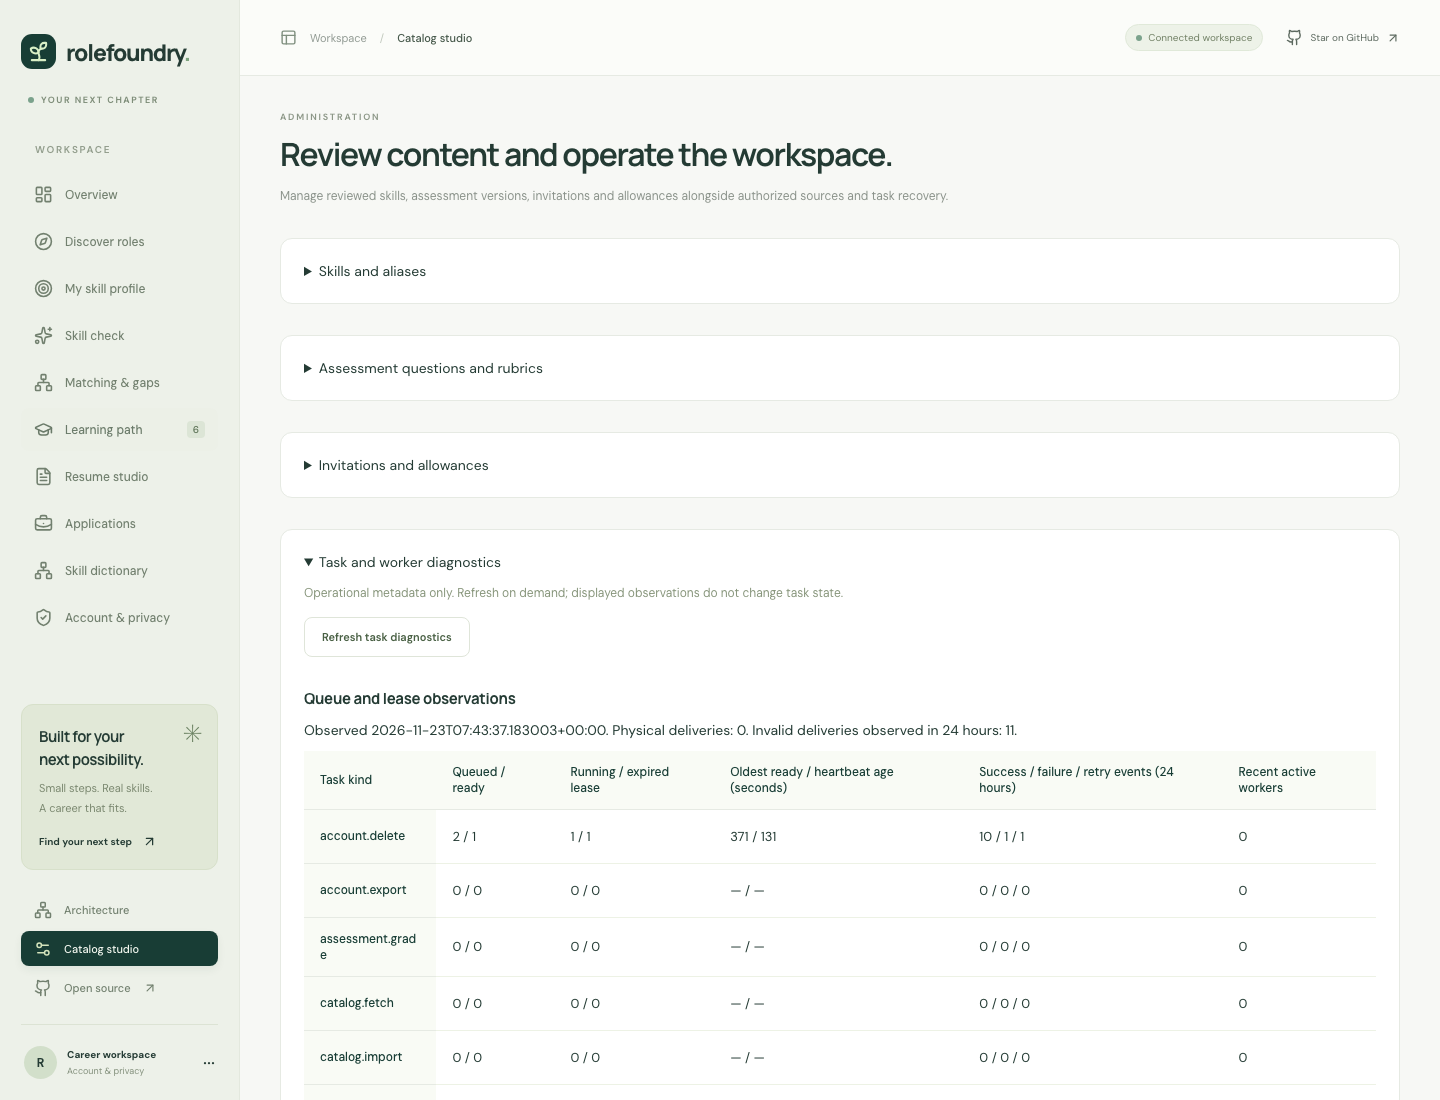 rolefoundry.
YOUR NEXT CHAPTER
WORKSPACE
Overview
Discover roles
My skill profile
Skill check
Matching & gaps
Learning path 6
Resume studio
Applications
Skill dictionary
Account & privacy
Built for your
next possibility.
Small steps. Real skills.
A career that fits.
Find your next step
Architecture
Catalog studio
Open source
R
Career workspace
Account & privacy
Workspace / Catalog studio
Connected workspace
Star on GitHub
ADMINISTRATION
Review content and operate the workspace.
Manage reviewed skills, assessment versions, invitations and allowances alongside authorized sources and task recovery.
Skills and aliases
Assessment questions and rubrics
Invitations and allowances
Task and worker diagnostics
Operational metadata only. Refresh on demand; displayed observations do not change task state.
Refresh task diagnostics
Queue and lease observations
Observed 2026-11-23T07:43:37.183003+00:00. Physical deliveries: 0. Invalid deliveries observed in 24 hours: 11.
Task kind
Queued /
ready
Running / expired
lease
Oldest ready / heartbeat age
(seconds)
Success / failure / retry events (24
hours)
Recent active
workers
account.delete 2 / 1 1 / 1 371 / 131 10 / 1 / 1 0
account.export 0 / 0 0 / 0 — / — 0 / 0 / 0 0
assessment.grad
e
0 / 0 0 / 0 — / — 0 / 0 / 0 0
catalog.fetch 0 / 0 0 / 0 — / — 0 / 0 / 0 0
catalog.import 0 / 0 0 / 0 — / — 0 / 0 / 0 0